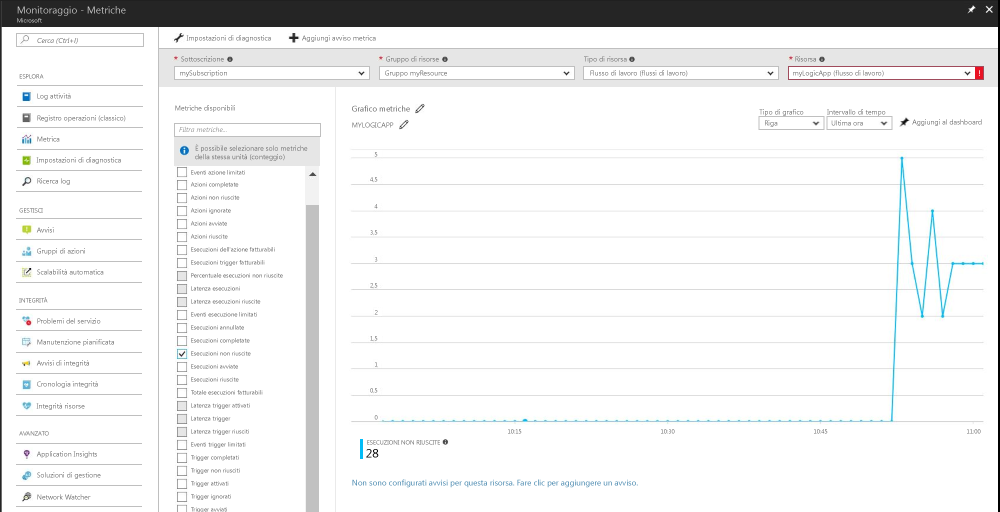 Monitoraggio - Metriche
Microsoft
Cerca (Ctrl+I)
ESPLORA
Log attività
Registro operazioni (classico)
Metrica
Impostazioni di diagnostica
Ricerca log
GESTISCI
Avvisi
Gruppi di azioni
Scalabilità automatica
INTEGRITÀ
Problemi del servizio
Manutenzione pianificata
Avvisi di integrità
Cronologia integrità
Integrità risorse
AVANZATO
Application Insights
Soluzioni di gestione
Network Watcher
Impostazioni di diagnostica
Aggiungi avviso metrica
* Sottoscrizione
mySubscription
* Gruppo di risorse
Gruppo myResource
Tipo di risorsa
Flusso di lavoro (flussi di lavoro)
* Risorsa
myLogicApp (flusso di lavoro)
Metriche disponibili
Filtra metriche..
È possibile selezionare solo metriche
della stessa unità (conteggio)
Eventi azione limitati
Azioni completate
Azioni non riuscite
Azioni ignorate
Azioni avviate
Azioni riuscite
Esecuzioni dell'azione fatturabili
Esecuzioni trigger fatturabili
Percentuale esecuzioni non riuscite
Latenza esecuzioni
Latenza esecuzioni riuscite
Eventi esecuzione limitati
Esecuzioni annullate
Esecuzioni completate
Esecuzioni non riuscite
Esecuzioni avviate
Esecuzioni riuscite
Totale esecuzioni fatturabili
Latenza trigger attivati
Latenza trigger
Latenza trigger riusciti
Eventi trigger limitati
Trigger completati
Trigger non riusciti
Trigger attivati
Trigger ignorati
Trigger avviati
Grafico metriche
MYLOGICAPP
Tipo di grafico
Riga
Intervallo di tempo
Ultima ora
Aggiungi al dashboard
5
4.5
4
3.5
3
2.5
2
1.5
1
0.5
0
10:15
10:30
10:45
11:00
ESECUZIONI NON RIUSCITE
28
Non sono configurati avvisi per questa risorsa. Fare clic per aggiungere un avviso.